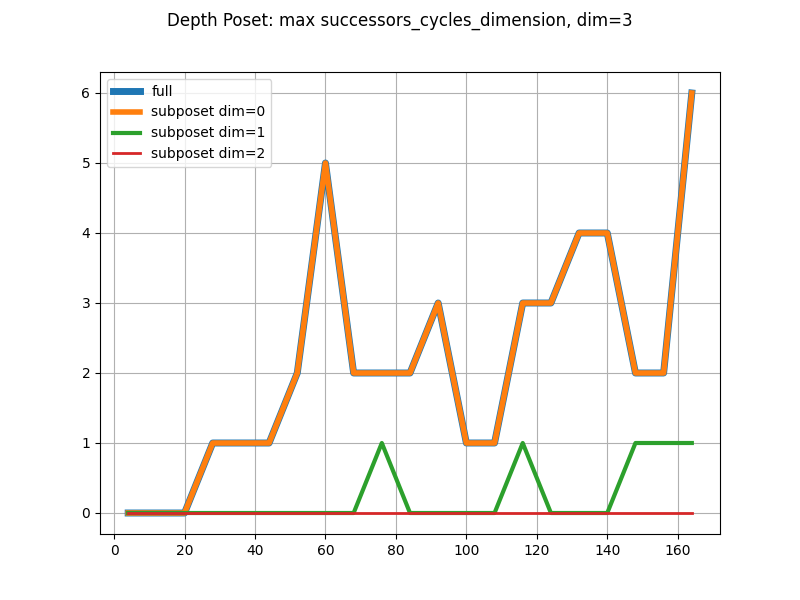 Depth Poset: max successors_cycles_dimension, dim=3
full
subposet dim=0
subposet dim=1
subposet dim=2
6
5
4
3
2
1
0
0 20 40 60 80 100 120 140 160